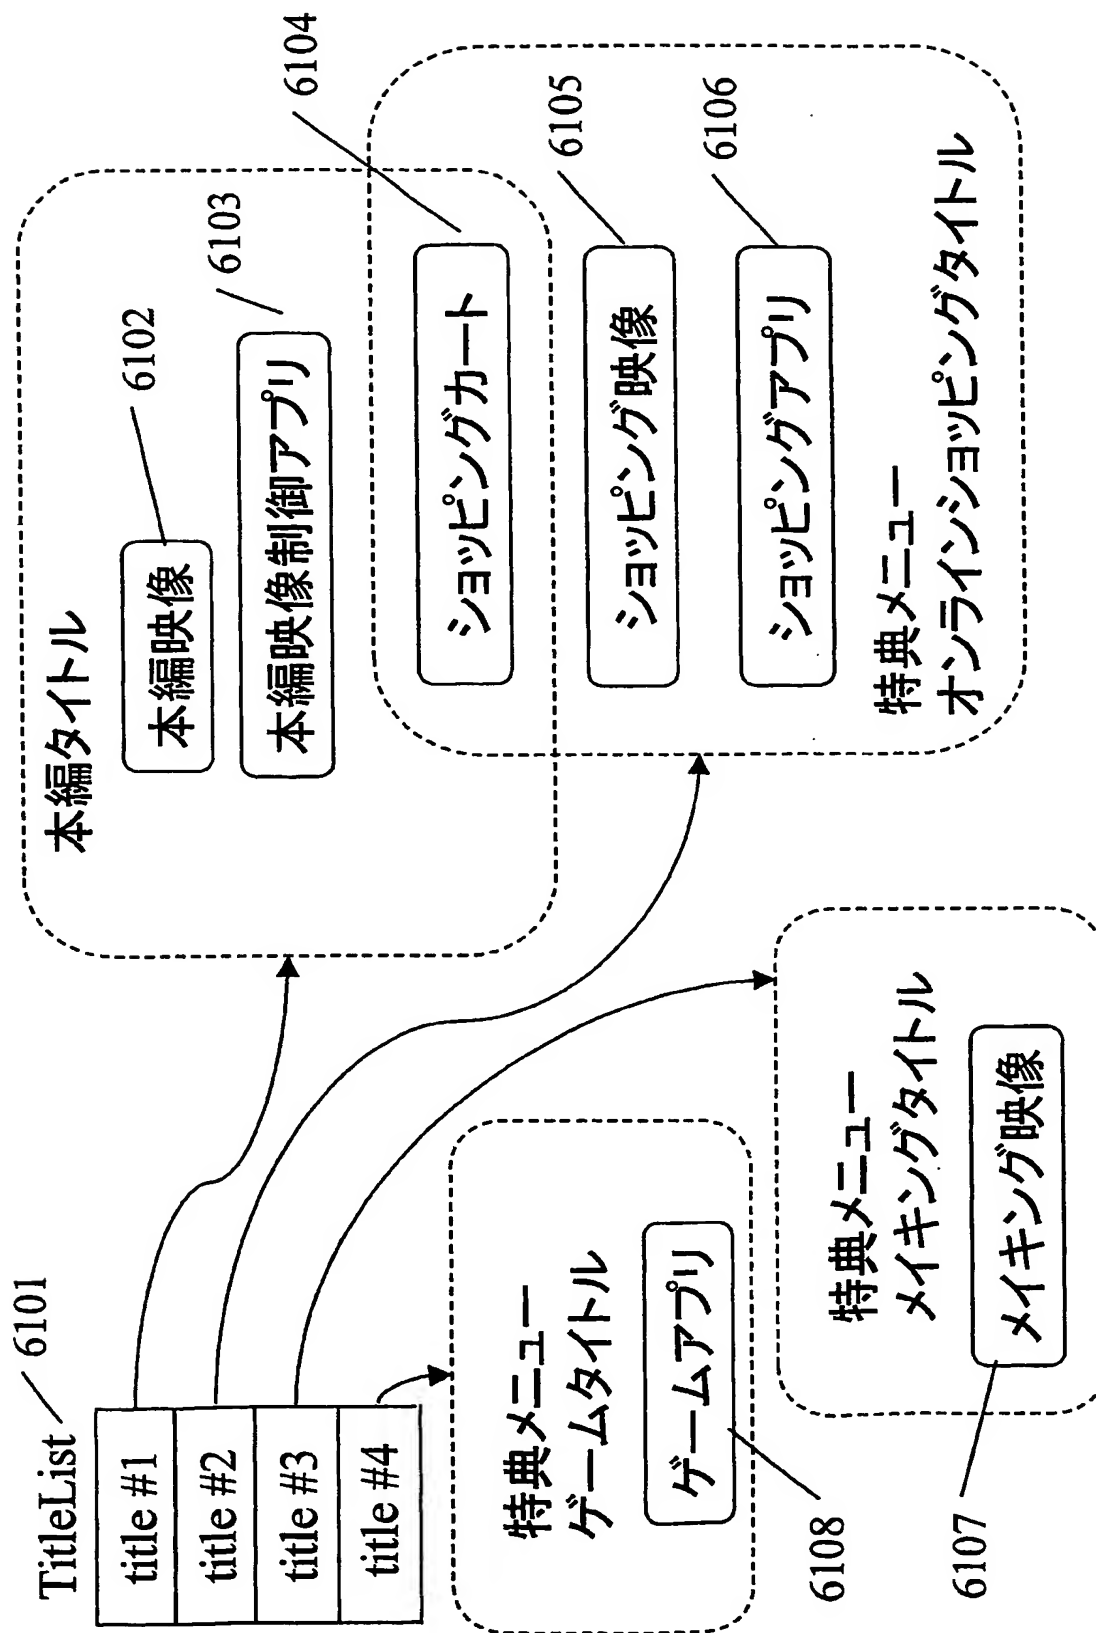 TitleList
6101
title #1
title #2
title #3
title #4
本編タイトル
本編映像
6102
本編映像制御アプリ
6103
ショッピングカート
6104
ショッピング映像
6105
ショッピングアプリ
6106
特典メニュー
オンラインショッピングタイトル
特典メニュー
ゲームタイトル
ゲームアプリ
6108
特典メニュー
メイキングタイトル
メイキング映像
6107